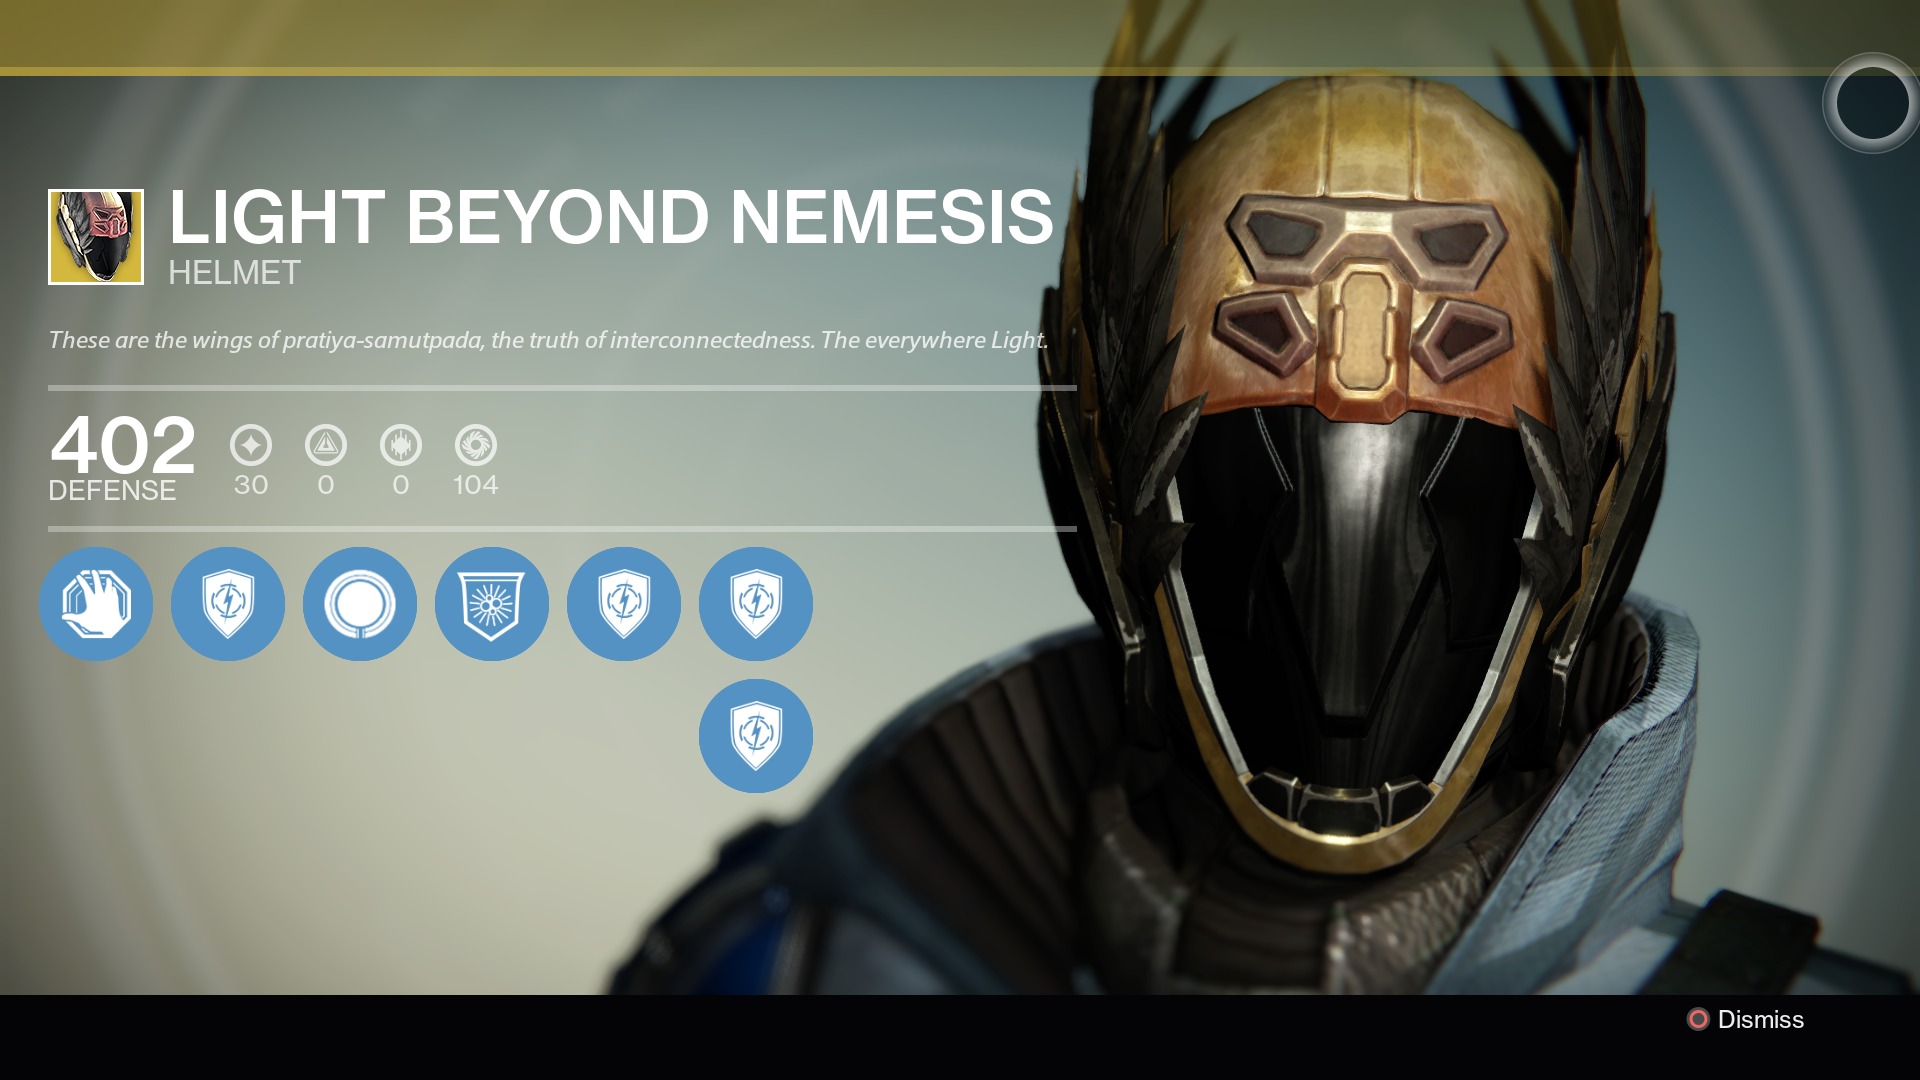 LIGHT BEYOND NEMESIS
HELMET
These are the wings of pratiya-samutpada, the truth of interconnectedness. The everywhere Light.
402
DEFENSE
30 0 0 104
Dismiss